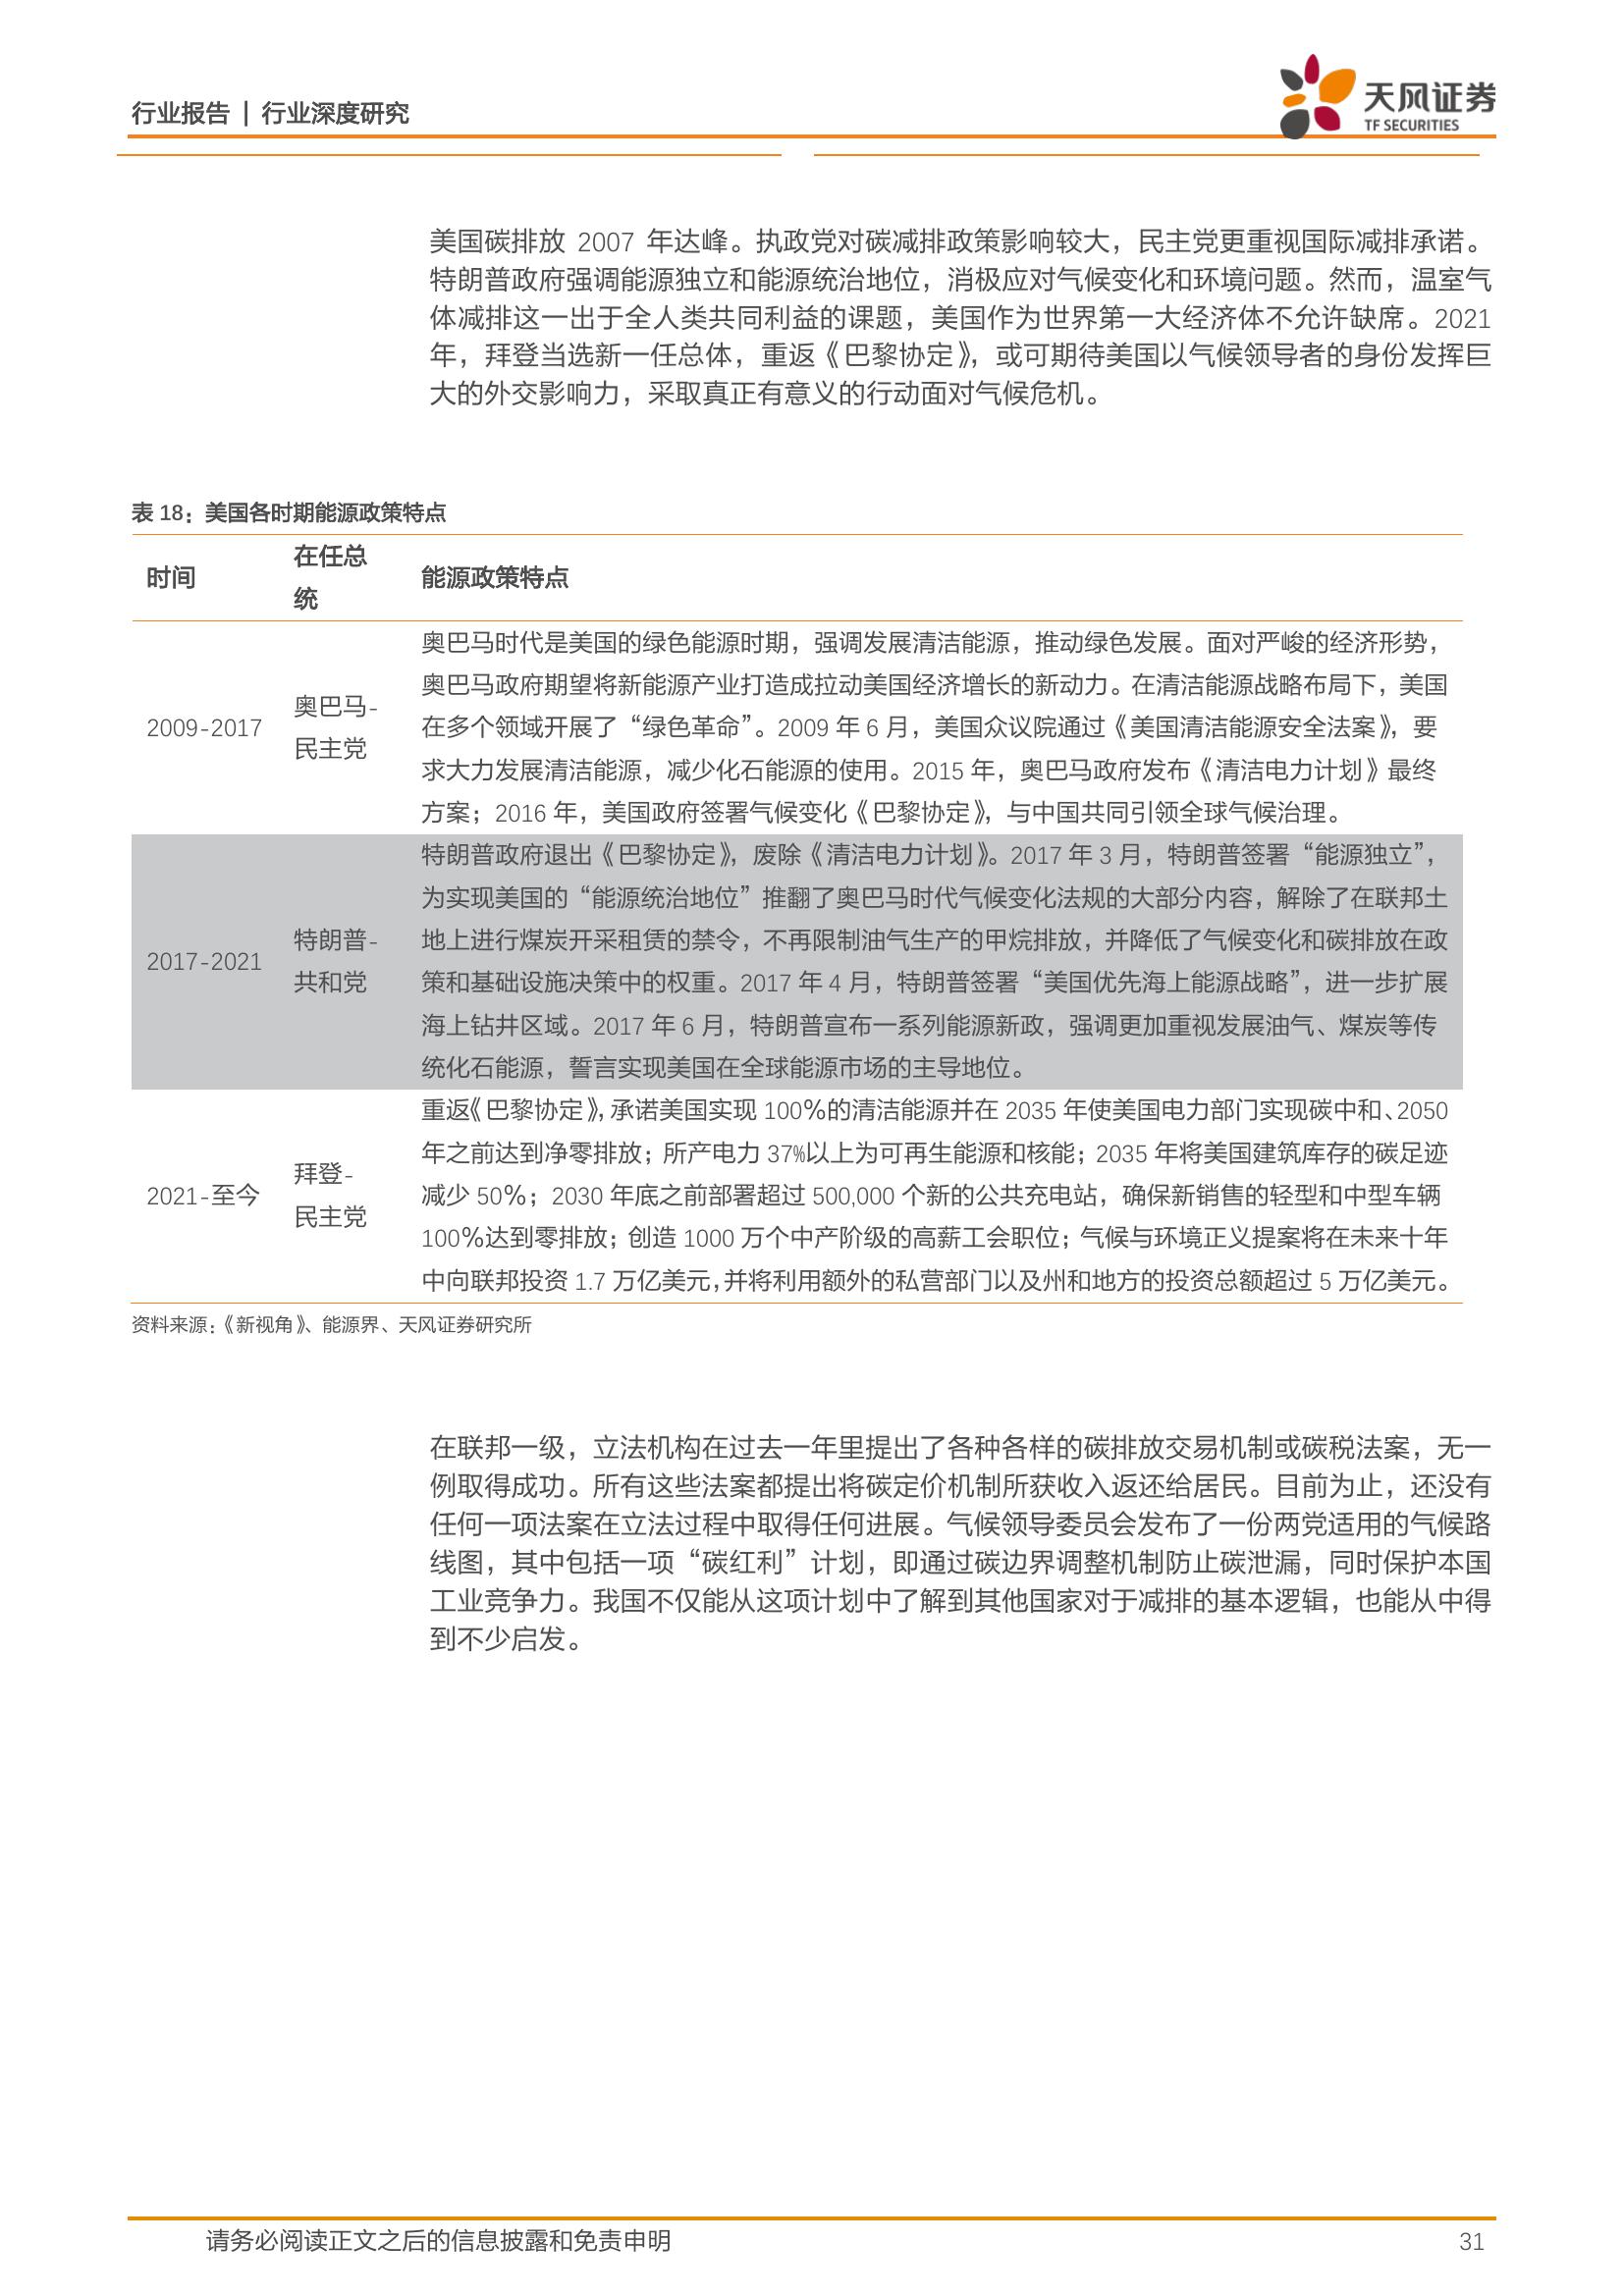 行业报告 | 行业深度研究
天风证券
TF SECURITIES
美国碳排放 2007 年达峰。执政党对碳减排政策影响较大，民主党更重视国际减排承诺。
特朗普政府强调能源独立和能源统治地位，消极应对气候变化和环境问题。然而，温室气
体减排这一出于全人类共同利益的课题，美国作为世界第一大经济体不允许缺席。2021
年，拜登当选新一任总体，重返《巴黎协定》，或可期待美国以气候领导者的身份发挥巨
大的外交影响力，采取真正有意义的行动面对气候危机。
表 18：美国各时期能源政策特点
时间
在任总
统
能源政策特点
2009-2017
奥巴马-
民主党
奥巴马时代是美国的绿色能源时期，强调发展清洁能源，推动绿色发展。面对严峻的经济形势，
奥巴马政府期望将新能源产业打造成拉动美国经济增长的新动力。在清洁能源战略布局下，美国
在多个领域开展了“绿色革命”。2009 年 6 月，美国众议院通过《美国清洁能源安全法案》，要
求大力发展清洁能源，减少化石能源的使用。2015 年，奥巴马政府发布《清洁电力计划》最终
方案；2016 年，美国政府签署气候变化《巴黎协定》，与中国共同引领全球气候治理。
2017-2021
特朗普-
共和党
特朗普政府退出《巴黎协定》，废除《清洁电力计划》。2017 年 3 月，特朗普签署“能源独立”，
为实现美国的“能源统治地位”推翻了奥巴马时代气候变化法规的大部分内容，解除了在联邦土
地上进行煤炭开采租赁的禁令，不再限制油气生产的甲烷排放，并降低了气候变化和碳排放在政
策和基础设施决策中的权重。2017 年 4 月，特朗普签署“美国优先海上能源战略”，进一步扩展
海上钻井区域。2017 年 6 月，特朗普宣布一系列能源新政，强调更加重视发展油气、煤炭等传
统化石能源，誓言实现美国在全球能源市场的主导地位。
2021-至今
拜登-
民主党
重返《巴黎协定》，承诺美国实现 100%的清洁能源并在 2035 年使美国电力部门实现碳中和、2050
年之前达到净零排放；所产电力 37%以上为可再生能源和核能；2035 年将美国建筑库存的碳足迹
减少 50%；2030 年底之前部署超过 500,000 个新的公共充电站，确保新销售的轻型和中型车辆
100%达到零排放；创造 1000 万个中产阶级的高薪工会职位；气候与环境正义提案将在未来十年
中向联邦投资 1.7 万亿美元，并将利用额外的私营部门以及州和地方的投资总额超过 5 万亿美元。
资料来源：《新视角》、能源界、天风证券研究所
在联邦一级，立法机构在过去一年里提出了各种各样的碳排放交易机制或碳税法案，无一
例取得成功。所有这些法案都提出将碳定价机制所获收入返还给居民。目前为止，还没有
任何一项法案在立法过程中取得任何进展。气候领导委员会发布了一份两党适用的气候路
线图，其中包括一项“碳红利”计划，即通过碳边界调整机制防止碳泄漏，同时保护本国
工业竞争力。我国不仅能从这项计划中了解到其他国家对于减排的基本逻辑，也能从中得
到不少启发。
请务必阅读正文之后的信息披露和免责申明
31